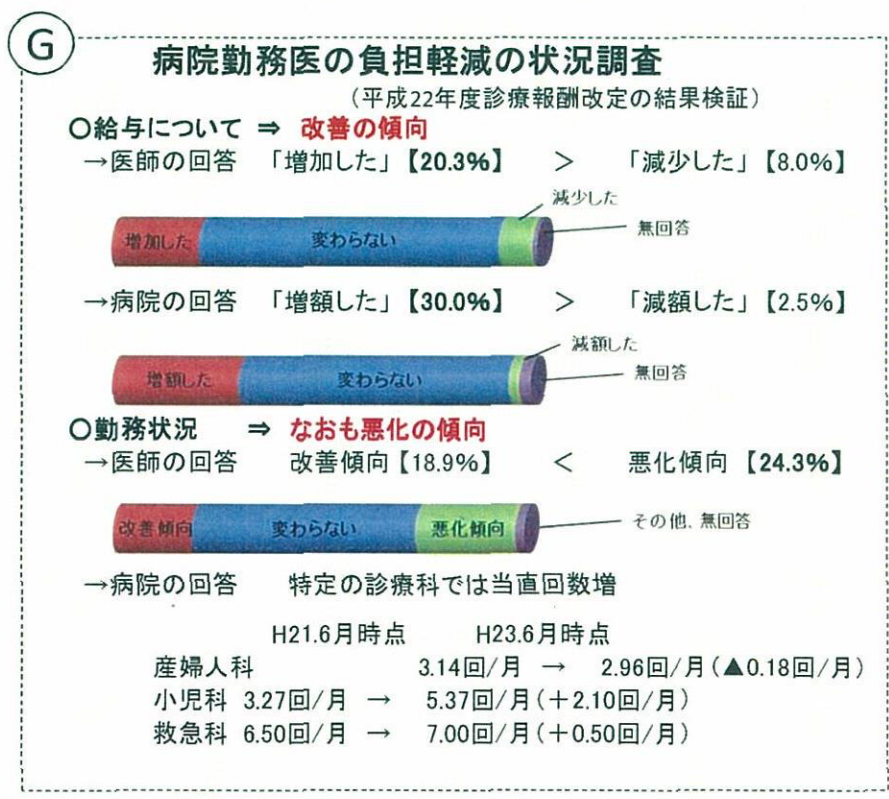 G
病院勤務医の負担軽減の状況調査
（平成22年度診療報酬改定の結果検証）
○給与について ⇒ 改善の傾向
→医師の回答 「増加した」【20.3%】 ＞ 「減少した」【8.0%】
減少した
増加した 変わらない 無回答
→病院の回答 「増額した」【30.0%】 ＞ 「減額した」【2.5%】
減額した
増額した 変わらない 無回答
○勤務状況 ⇒ なおも悪化の傾向
→医師の回答 改善傾向【18.9%】 ＜ 悪化傾向【24.3%】
改善傾向 変わらない 悪化傾向 その他、無回答
→病院の回答 特定の診療科では当直回数増
H21.6月時点 H23.6月時点
産婦人科 3.14回/月 → 2.96回/月(▲0.18回/月)
小児科 3.27回/月 → 5.37回/月(＋2.10回/月)
救急科 6.50回/月 → 7.00回/月(＋0.50回/月)